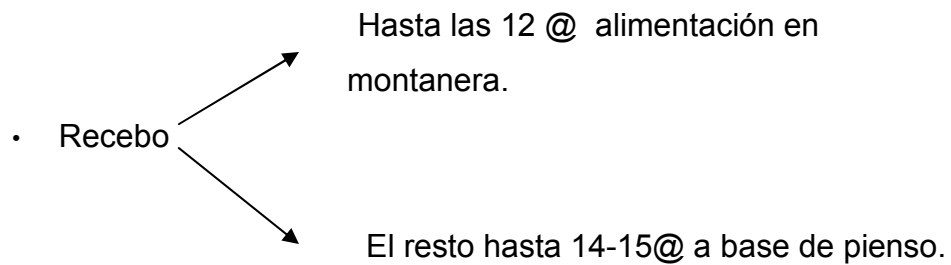 Hasta las 12 @ alimentación en
montanera.
• Recebo
El resto hasta 14-15@ a base de pienso.